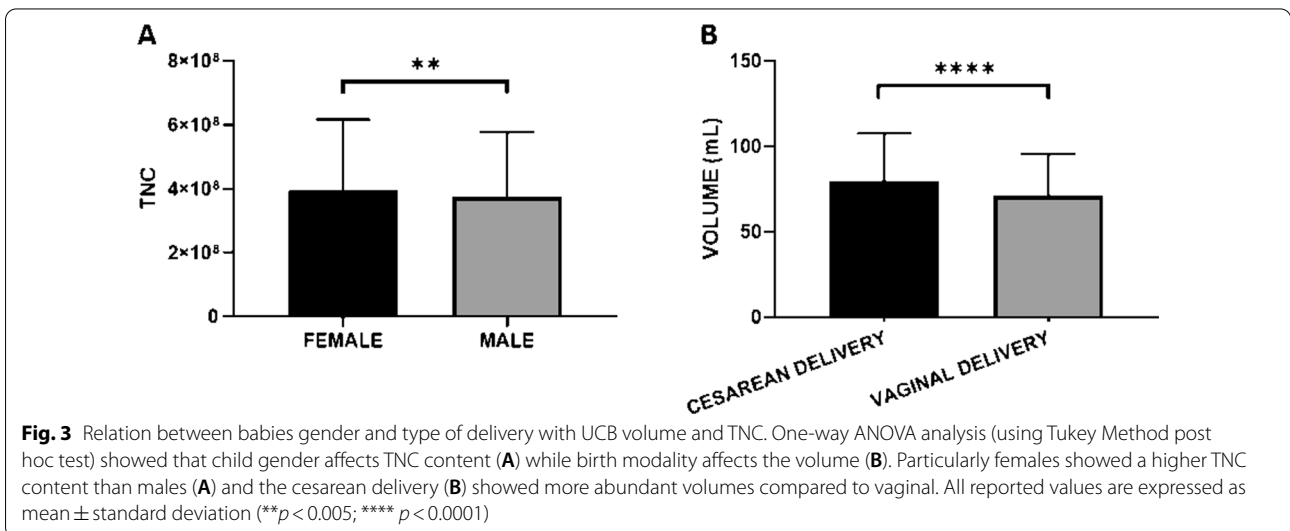 A
8×10⁸
6×10⁸
4×10⁸
2×10⁸
0
TNC
**
FEMALE MALE
B
150
100
50
0
VOLUME (mL)
****
CESAREAN DELIVERY
VAGINAL DELIVERY
Fig. 3 Relation between babies gender and type of delivery with UCB volume and TNC. One-way ANOVA analysis (using Tukey Method post
hoc test) showed that child gender affects TNC content (A) while birth modality affects the volume (B). Particularly females showed a higher TNC
content than males (A) and the cesarean delivery (B) showed more abundant volumes compared to vaginal. All reported values are expressed as
mean ± standard deviation (**p < 0.005; **** p < 0.0001)